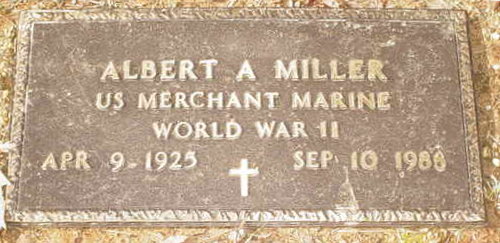 ALBERT A MILLER
US MERCHANT MARINE
WORLD WAR II
APR 9-1925 SEP 10 1988